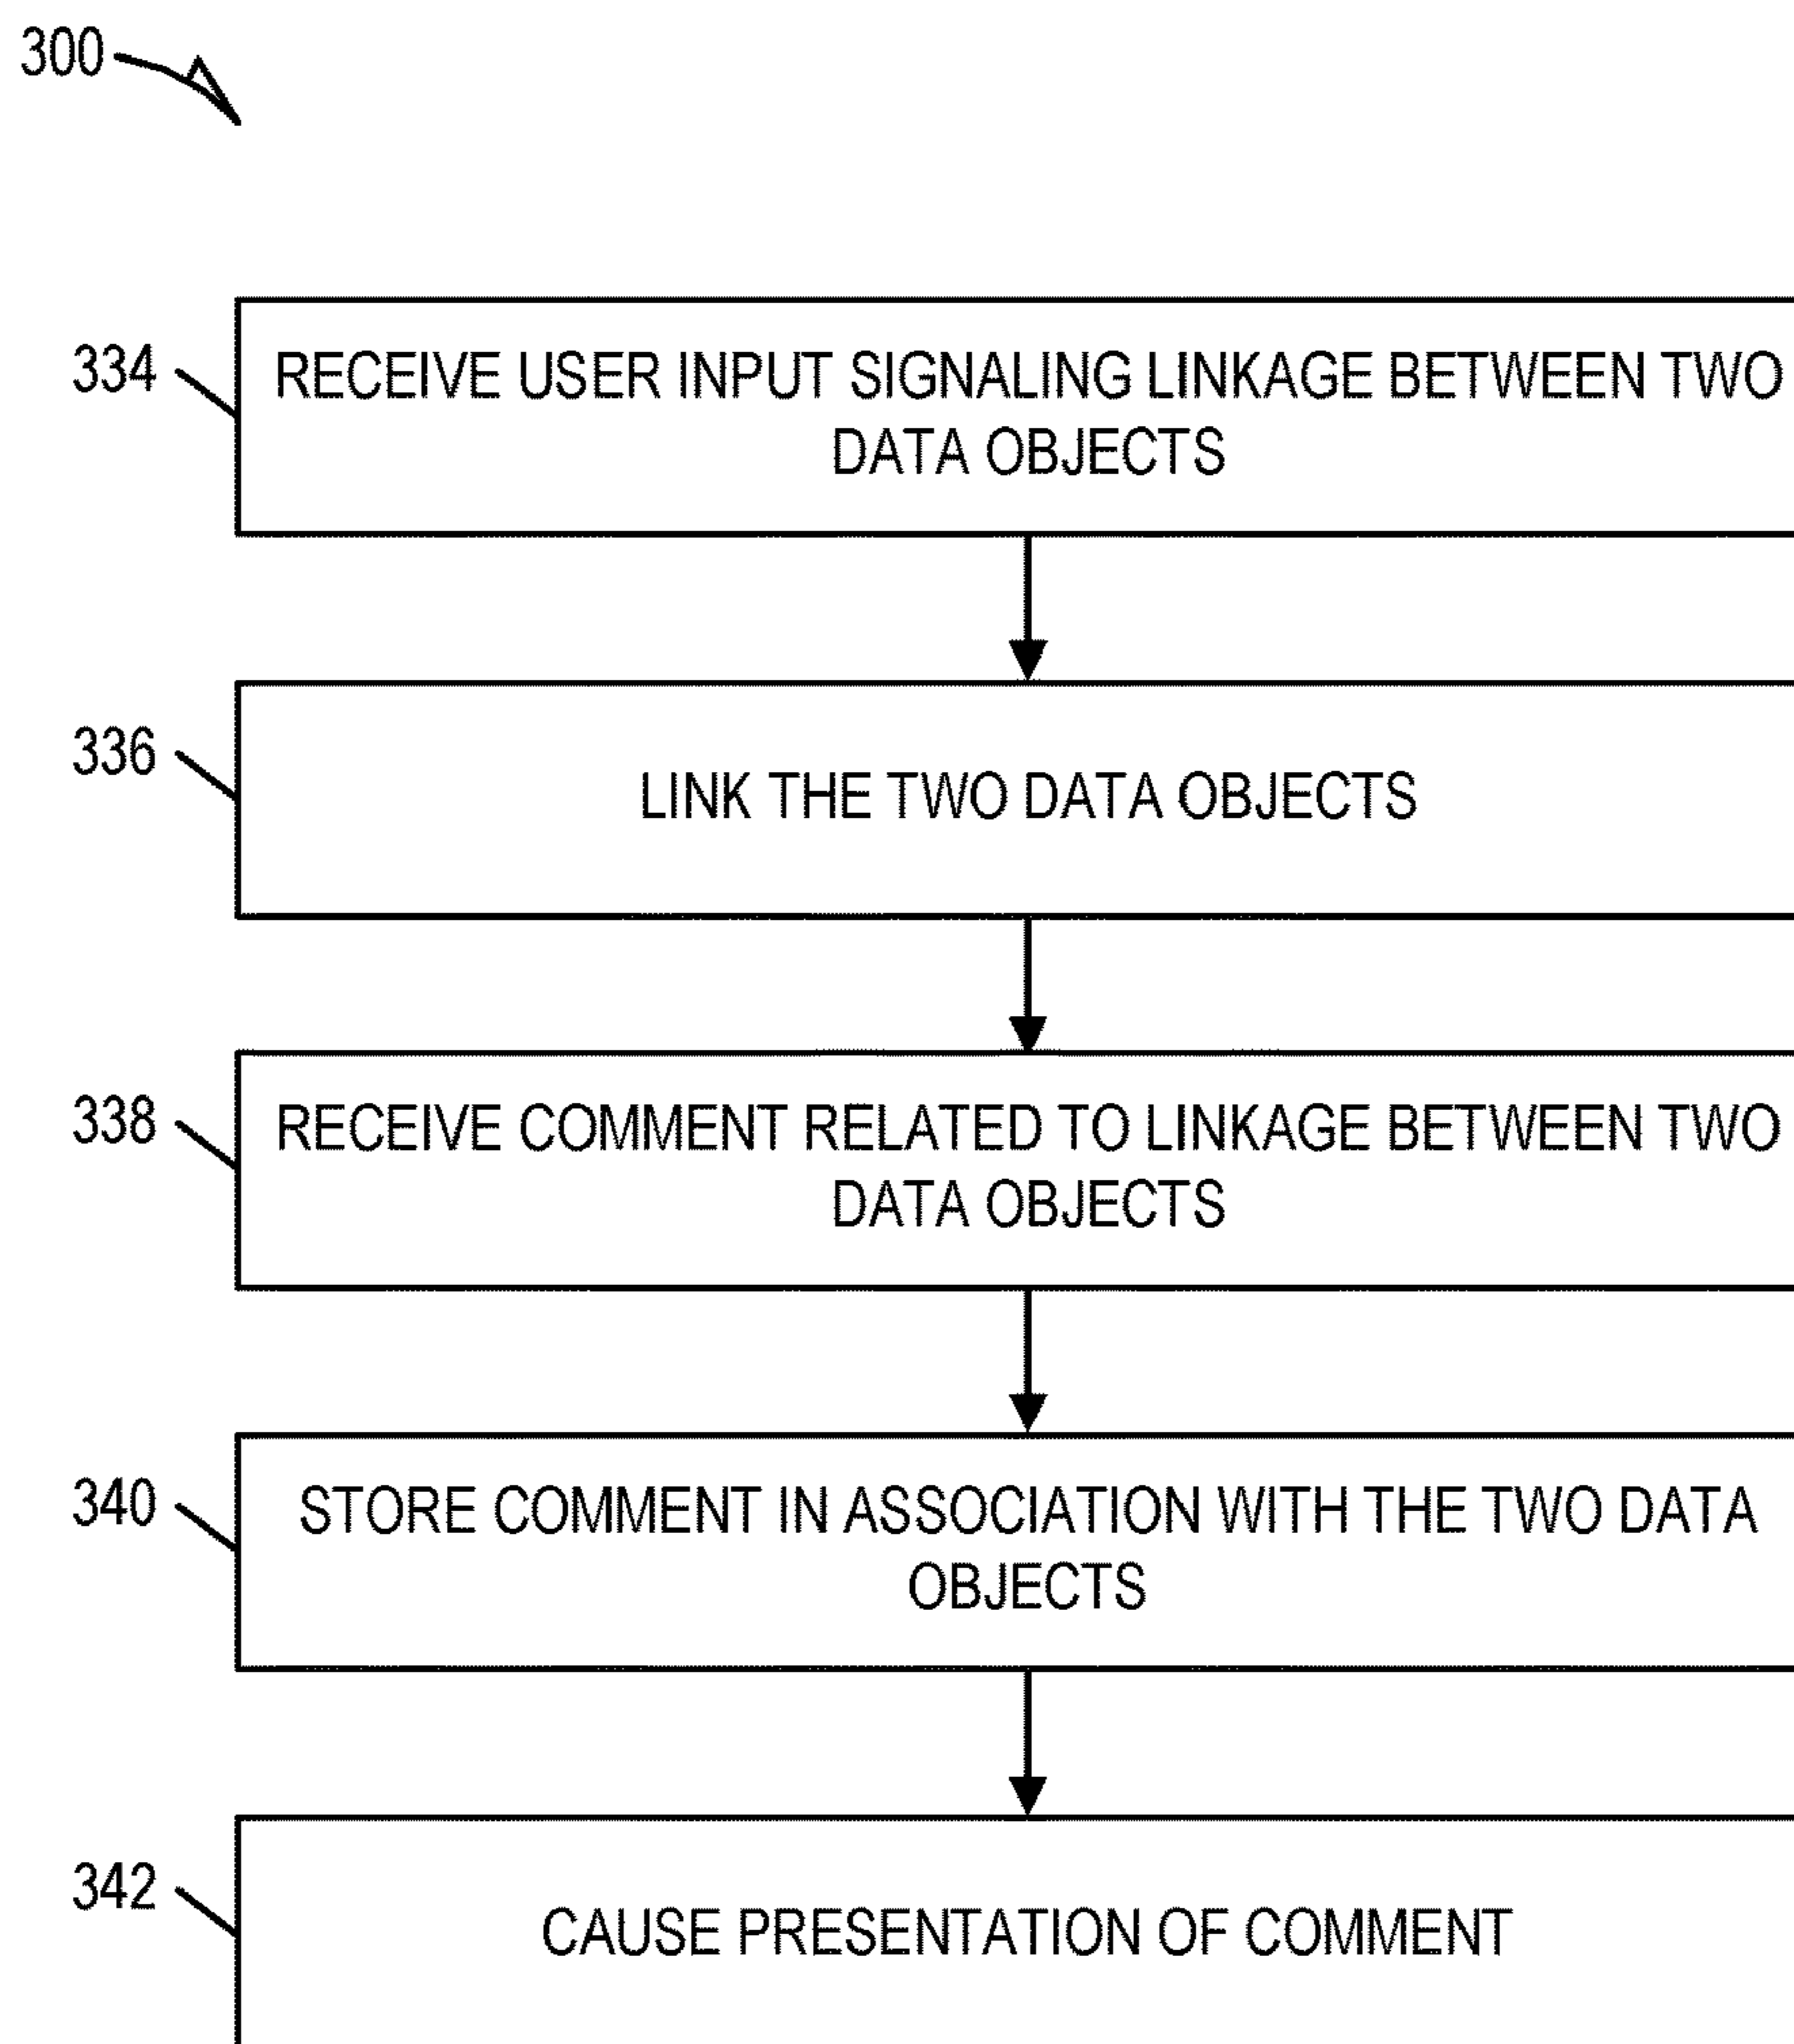 300
334
RECEIVE USER INPUT SIGNALING LINKAGE BETWEEN TWO
DATA OBJECTS
336
LINK THE TWO DATA OBJECTS
338
RECEIVE COMMENT RELATED TO LINKAGE BETWEEN TWO
DATA OBJECTS
340
STORE COMMENT IN ASSOCIATION WITH THE TWO DATA
OBJECTS
342
CAUSE PRESENTATION OF COMMENT